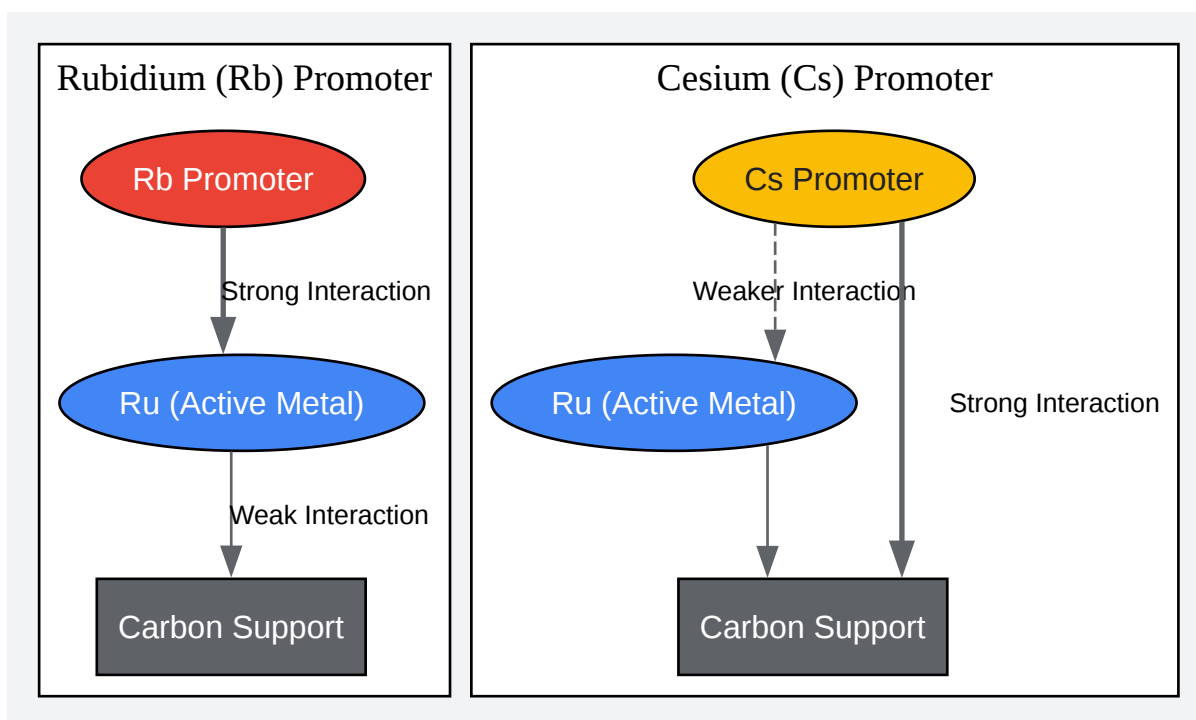 Rubidium (Rb) Promoter
Rb Promoter
Strong Interaction
Ru (Active Metal)
Weak Interaction
Carbon Support
Cesium (Cs) Promoter
Cs Promoter
Weaker Interaction
Ru (Active Metal)
Strong Interaction
Carbon Support